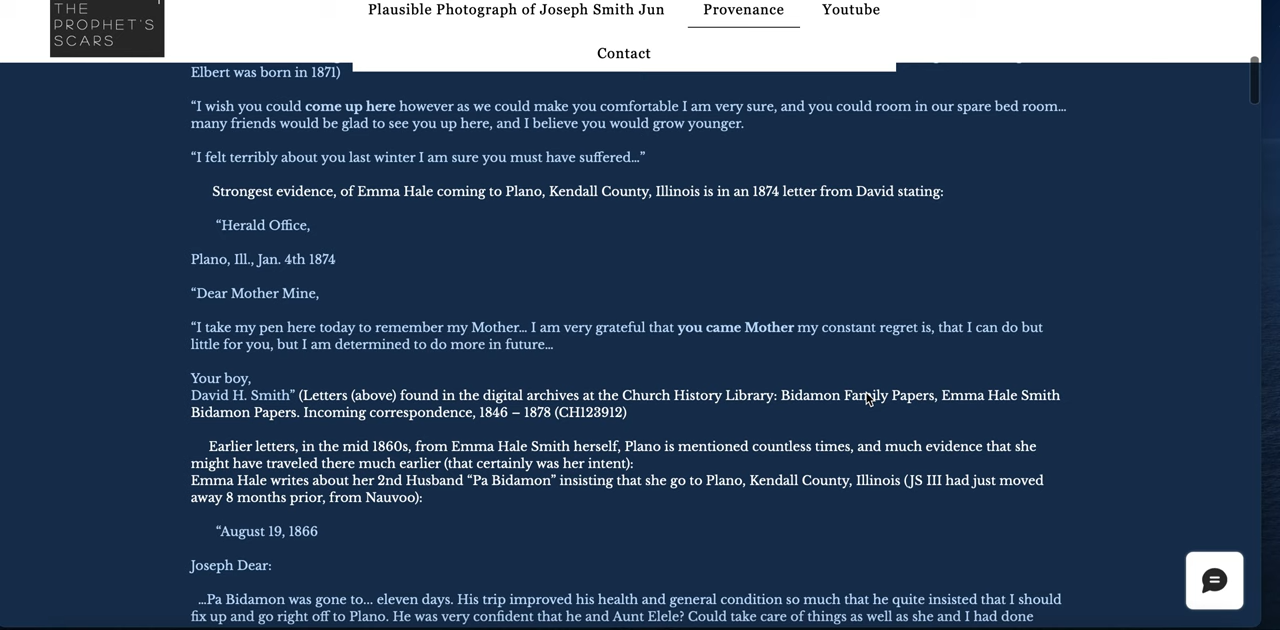 THE
PROPHET'S
SCARS
Plausible Photograph of Joseph Smith Jun
Provenance
Youtube
Contact
Elbert was born in 1871)
“I wish you could come up here however as we could make you comfortable I am very sure, and you could room in our spare bed room…
many friends would be glad to see you up here, and I believe you would grow younger.
“I felt terribly about you last winter I am sure you must have suffered…”
Strongest evidence, of Emma Hale coming to Plano, Kendall County, Illinois is in an 1874 letter from David stating:
“Herald Office,
Plano, Ill., Jan. 4th 1874
“Dear Mother Mine,
“I take my pen here today to remember my Mother… I am very grateful that you came Mother my constant regret is, that I can do but
little for you, but I am determined to do more in future…
Your boy,
David H. Smith” (Letters (above) found in the digital archives at the Church History Library: Bidamon Family Papers, Emma Hale Smith
Bidamon Papers. Incoming correspondence, 1846 – 1878 (CH123912)
Earlier letters, in the mid 1860s, from Emma Hale Smith herself, Plano is mentioned countless times, and much evidence that she
might have traveled there much earlier (that certainly was her intent):
Emma Hale writes about her 2nd Husband “Pa Bidamon” insisting that she go to Plano, Kendall County, Illinois (JS III had just moved
away 8 months prior, from Nauvoo):
“August 19, 1866
Joseph Dear:
…Pa Bidamon was gone to... eleven days. His trip improved his health and general condition so much that he quite insisted that I should
fix up and go right off to Plano. He was very confident that he and Aunt Elele? Could take care of things as well as she and I had done